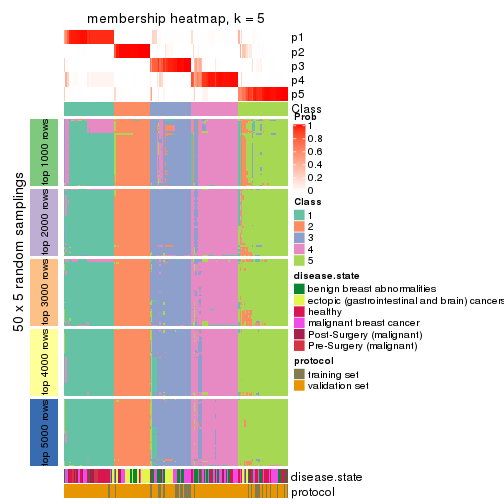 membership heatmap, k = 5
p1
p2
p3
p4
p5
Class
50 x 5 random samplings
top 1000 rows
top 2000 rows
top 3000 rows
top 4000 rows
top 5000 rows
disease.state
protocol
Prob
1
0.8
0.6
0.4
0.2
0
Class
1
2
3
4
5
disease.state
benign breast abnormalities
ectopic (gastrointestinal and brain) cancers
healthy
malignant breast cancer
Post-Surgery (malignant)
Pre-Surgery (malignant)
protocol
training set
validation set